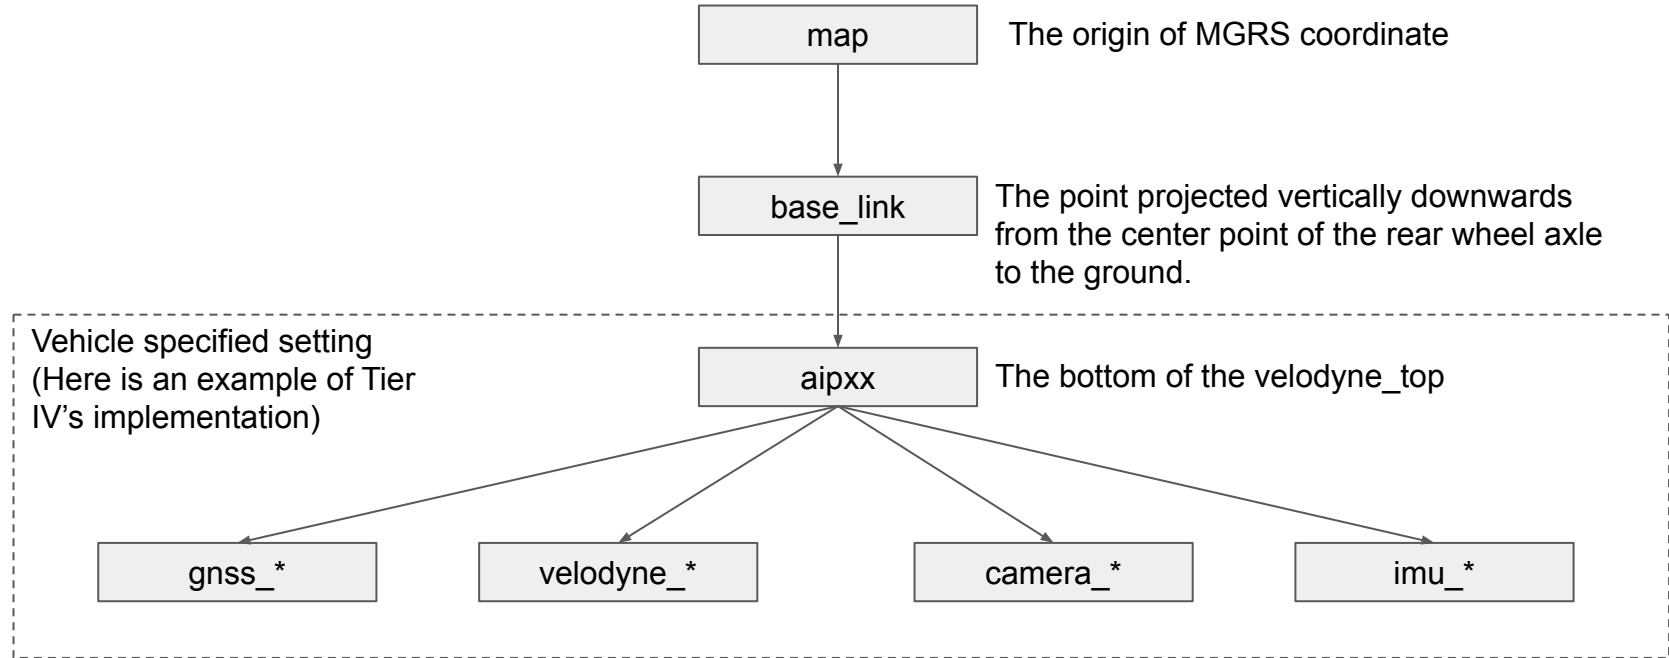 map
The origin of MGRS coordinate
base_link
The point projected vertically downwards
from the center point of the rear wheel axle
to the ground.
Vehicle specified setting
(Here is an example of Tier
IV’s implementation)
aipxx
The bottom of the velodyne_top
gnss_*
velodyne_*
camera_*
imu_*